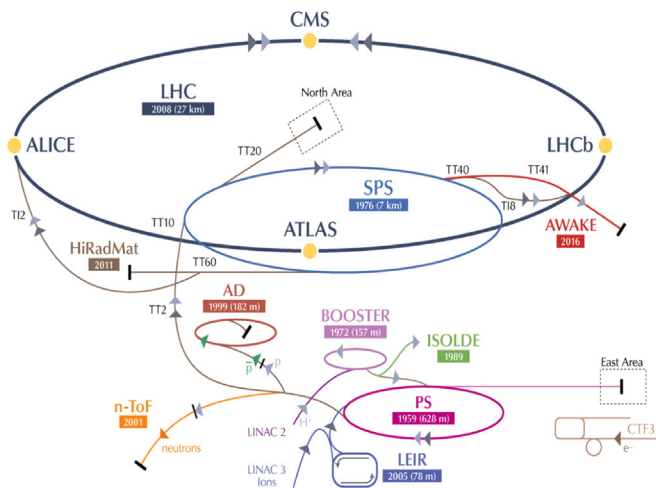 CMS
LHC
2008 (27 km)
North Area
ALICE
TT20
LHCb
TT40
TT41
SPS
1976 (7 km)
TI8
TI2
TT10
ATLAS
AWAKE
2016
HiRadMat
2011
TT60
TT2
AD
1999 (182 m)
BOOSTER
1972 (157 m)
ISOLDE
1989
p
p̅
East Area
n-ToF
2001
PS
1959 (628 m)
H⁻
LINAC 2
neutrons
CTF3
e⁻
LINAC 3
Ions
LEIR
2005 (78 m)